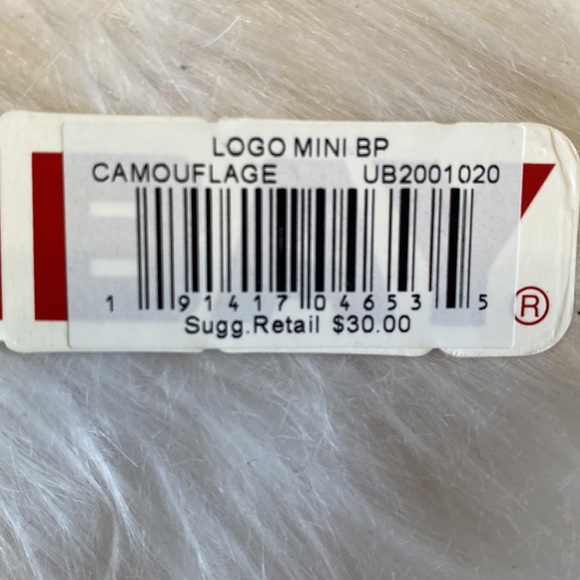 LOGO MINI BP
CAMOUFLAGE UB2001020
1 91417 04653 5
Sugg.Retail $30.00
®